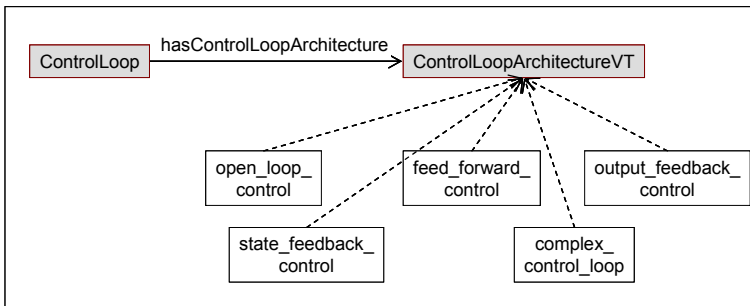 hasControlLoopArchitecture
ControlLoop
ControlLoopArchitectureVT
open_loop_
control
feed_forward_
control
output_feedback_
control
state_feedback_
control
complex_
control_loop